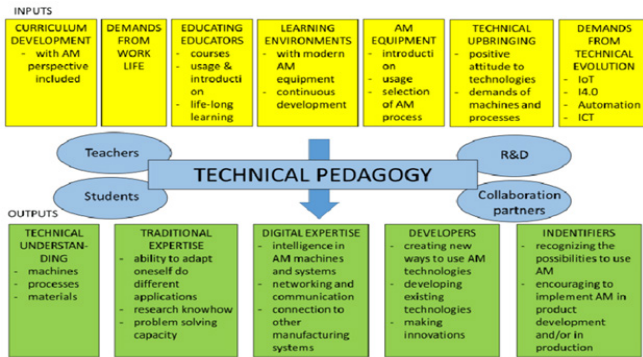 INPUTS
CURRICULUM
DEVELOPMENT
- with AM
perspective
included
DEMANDS
FROM
WORK
LIFE
EDUCATING
EDUCATORS
- courses
- usage &
introducti
on
- life-long
learning
LEARNING
ENVIRONMENTS
- with modern
AM
equipment
- continuous
development
AM
EQUIPMENT
- introducti
on
- usage
- selection
of AM
process
TECHNICAL
UPBRINGING
- positive
attitude to
technologies
- demands of
machines and
processes
DEMANDS
FROM
TECHNICAL
EVOLUTION
- IoT
- I4.0
- Automation
- ICT
Teachers
R&D
TECHNICAL PEDAGOGY
Students
Collaboration
partners
OUTPUTS
TECHNICAL
UNDERSTAN-
DING
- machines
- processes
- materials
TRADITIONAL
EXPERTISE
- ability to adapt
oneself do
different
applications
- research knowhow
- problem solving
capacity
DIGITAL EXPERTISE
- intelligence in
AM machines and
systems
- networking and
communication
- connection to
other
manufacturing
systems
DEVELOPERS
- creating new
ways to use AM
technologies
- developing
existing
technologies
- making
innovations
INDENTIFIERS
- recognizing the
possibilities to use
AM
- encouraging to
implement AM in
product
development
and/or in
production